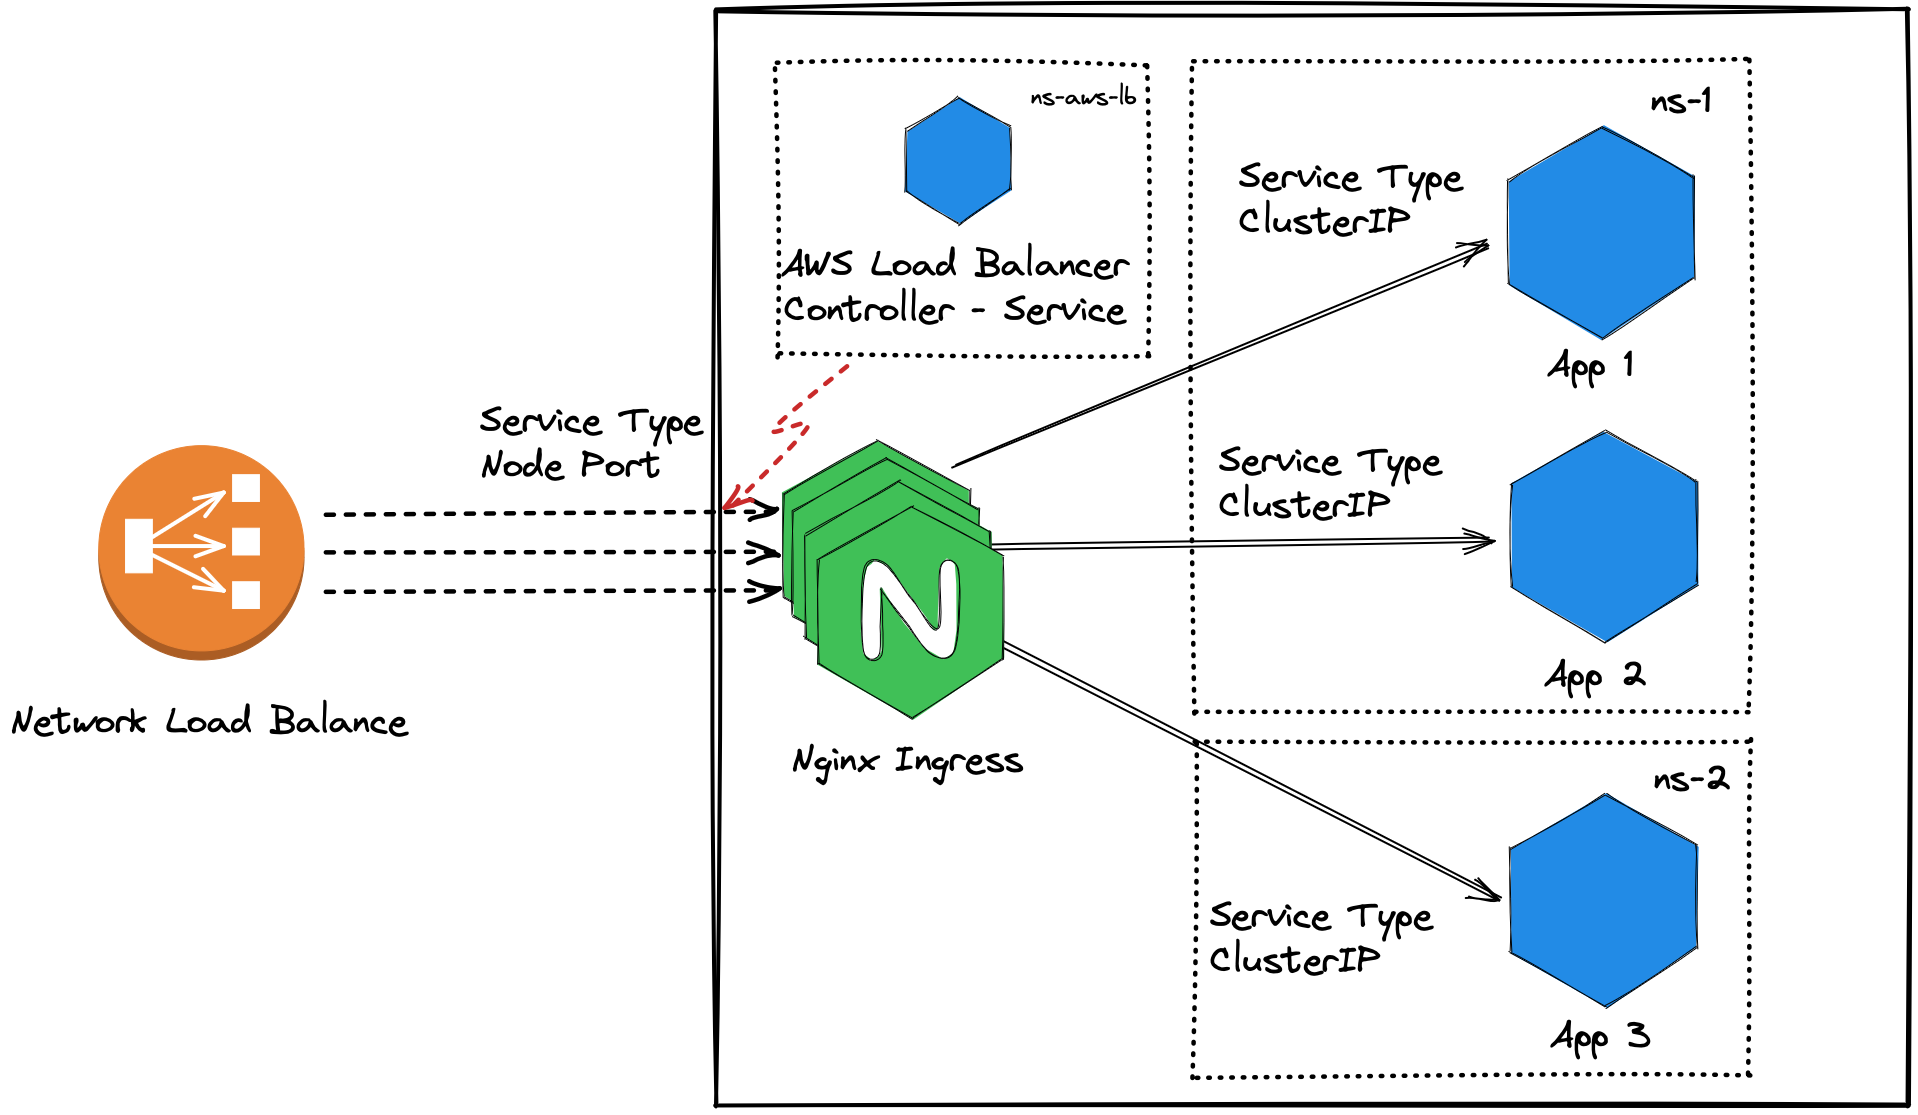 ns-aws-lb
AWS Load Balancer
Controller - Service
ns-1
Service Type
ClusterIP
App 1
Service Type
Node Port
Service Type
ClusterIP
N
App 2
Network Load Balance
Nginx Ingress
ns-2
Service Type
ClusterIP
App 3